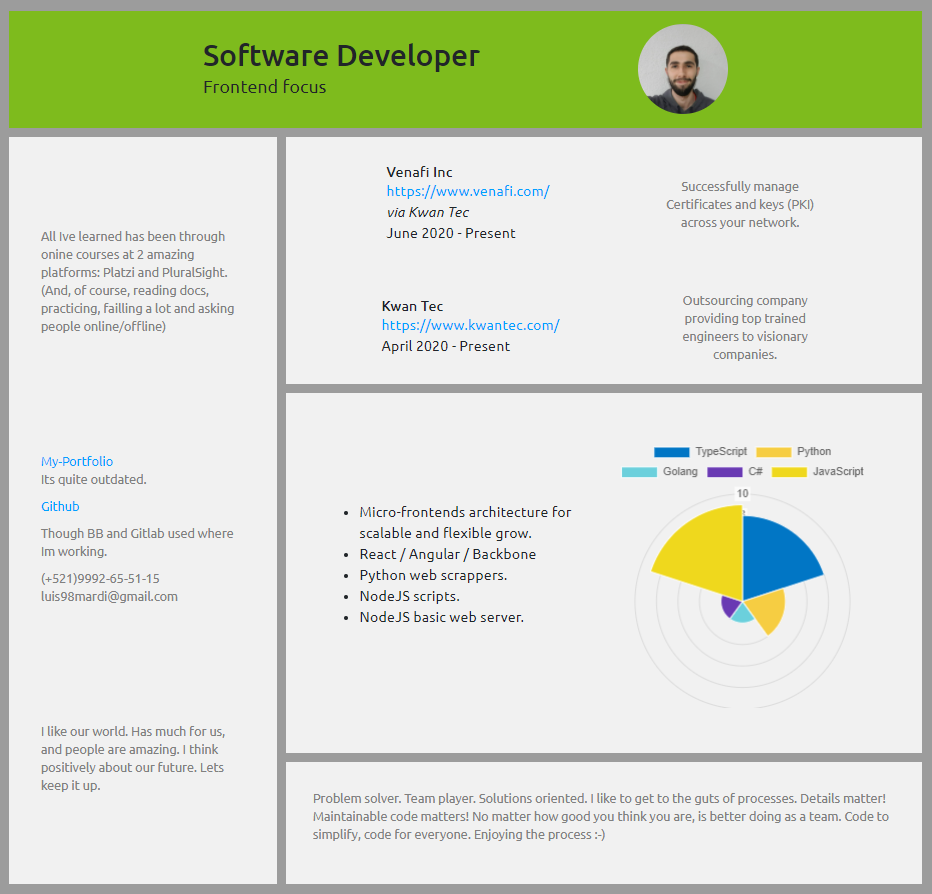 Software Developer
Frontend focus
All Ive learned has been through
onine courses at 2 amazing
platforms: Platzi and PluralSight.
(And, of course, reading docs,
practicing, failling a lot and asking
people online/offline)
My-Portfolio
Its quite outdated.
Github
Though BB and Gitlab used where
Im working.
(+521)9992-65-51-15
luis98mardi@gmail.com
I like our world. Has much for us,
and people are amazing. I think
positively about our future. Lets
keep it up.
Venafi Inc
https://www.venafi.com/
via Kwan Tec
June 2020 - Present
Successfully manage
Certificates and keys (PKI)
across your network.
Kwan Tec
https://www.kwantec.com/
April 2020 - Present
Outsourcing company
providing top trained
engineers to visionary
companies.
• Micro-frontends architecture for
scalable and flexible grow.
• React / Angular / Backbone
• Python web scrappers.
• NodeJS scripts.
• NodeJS basic web server.
TypeScript Python
Golang C# JavaScript
10
Problem solver. Team player. Solutions oriented. I like to get to the guts of processes. Details matter!
Maintainable code matters! No matter how good you think you are, is better doing as a team. Code to
simplify, code for everyone. Enjoying the process :-)